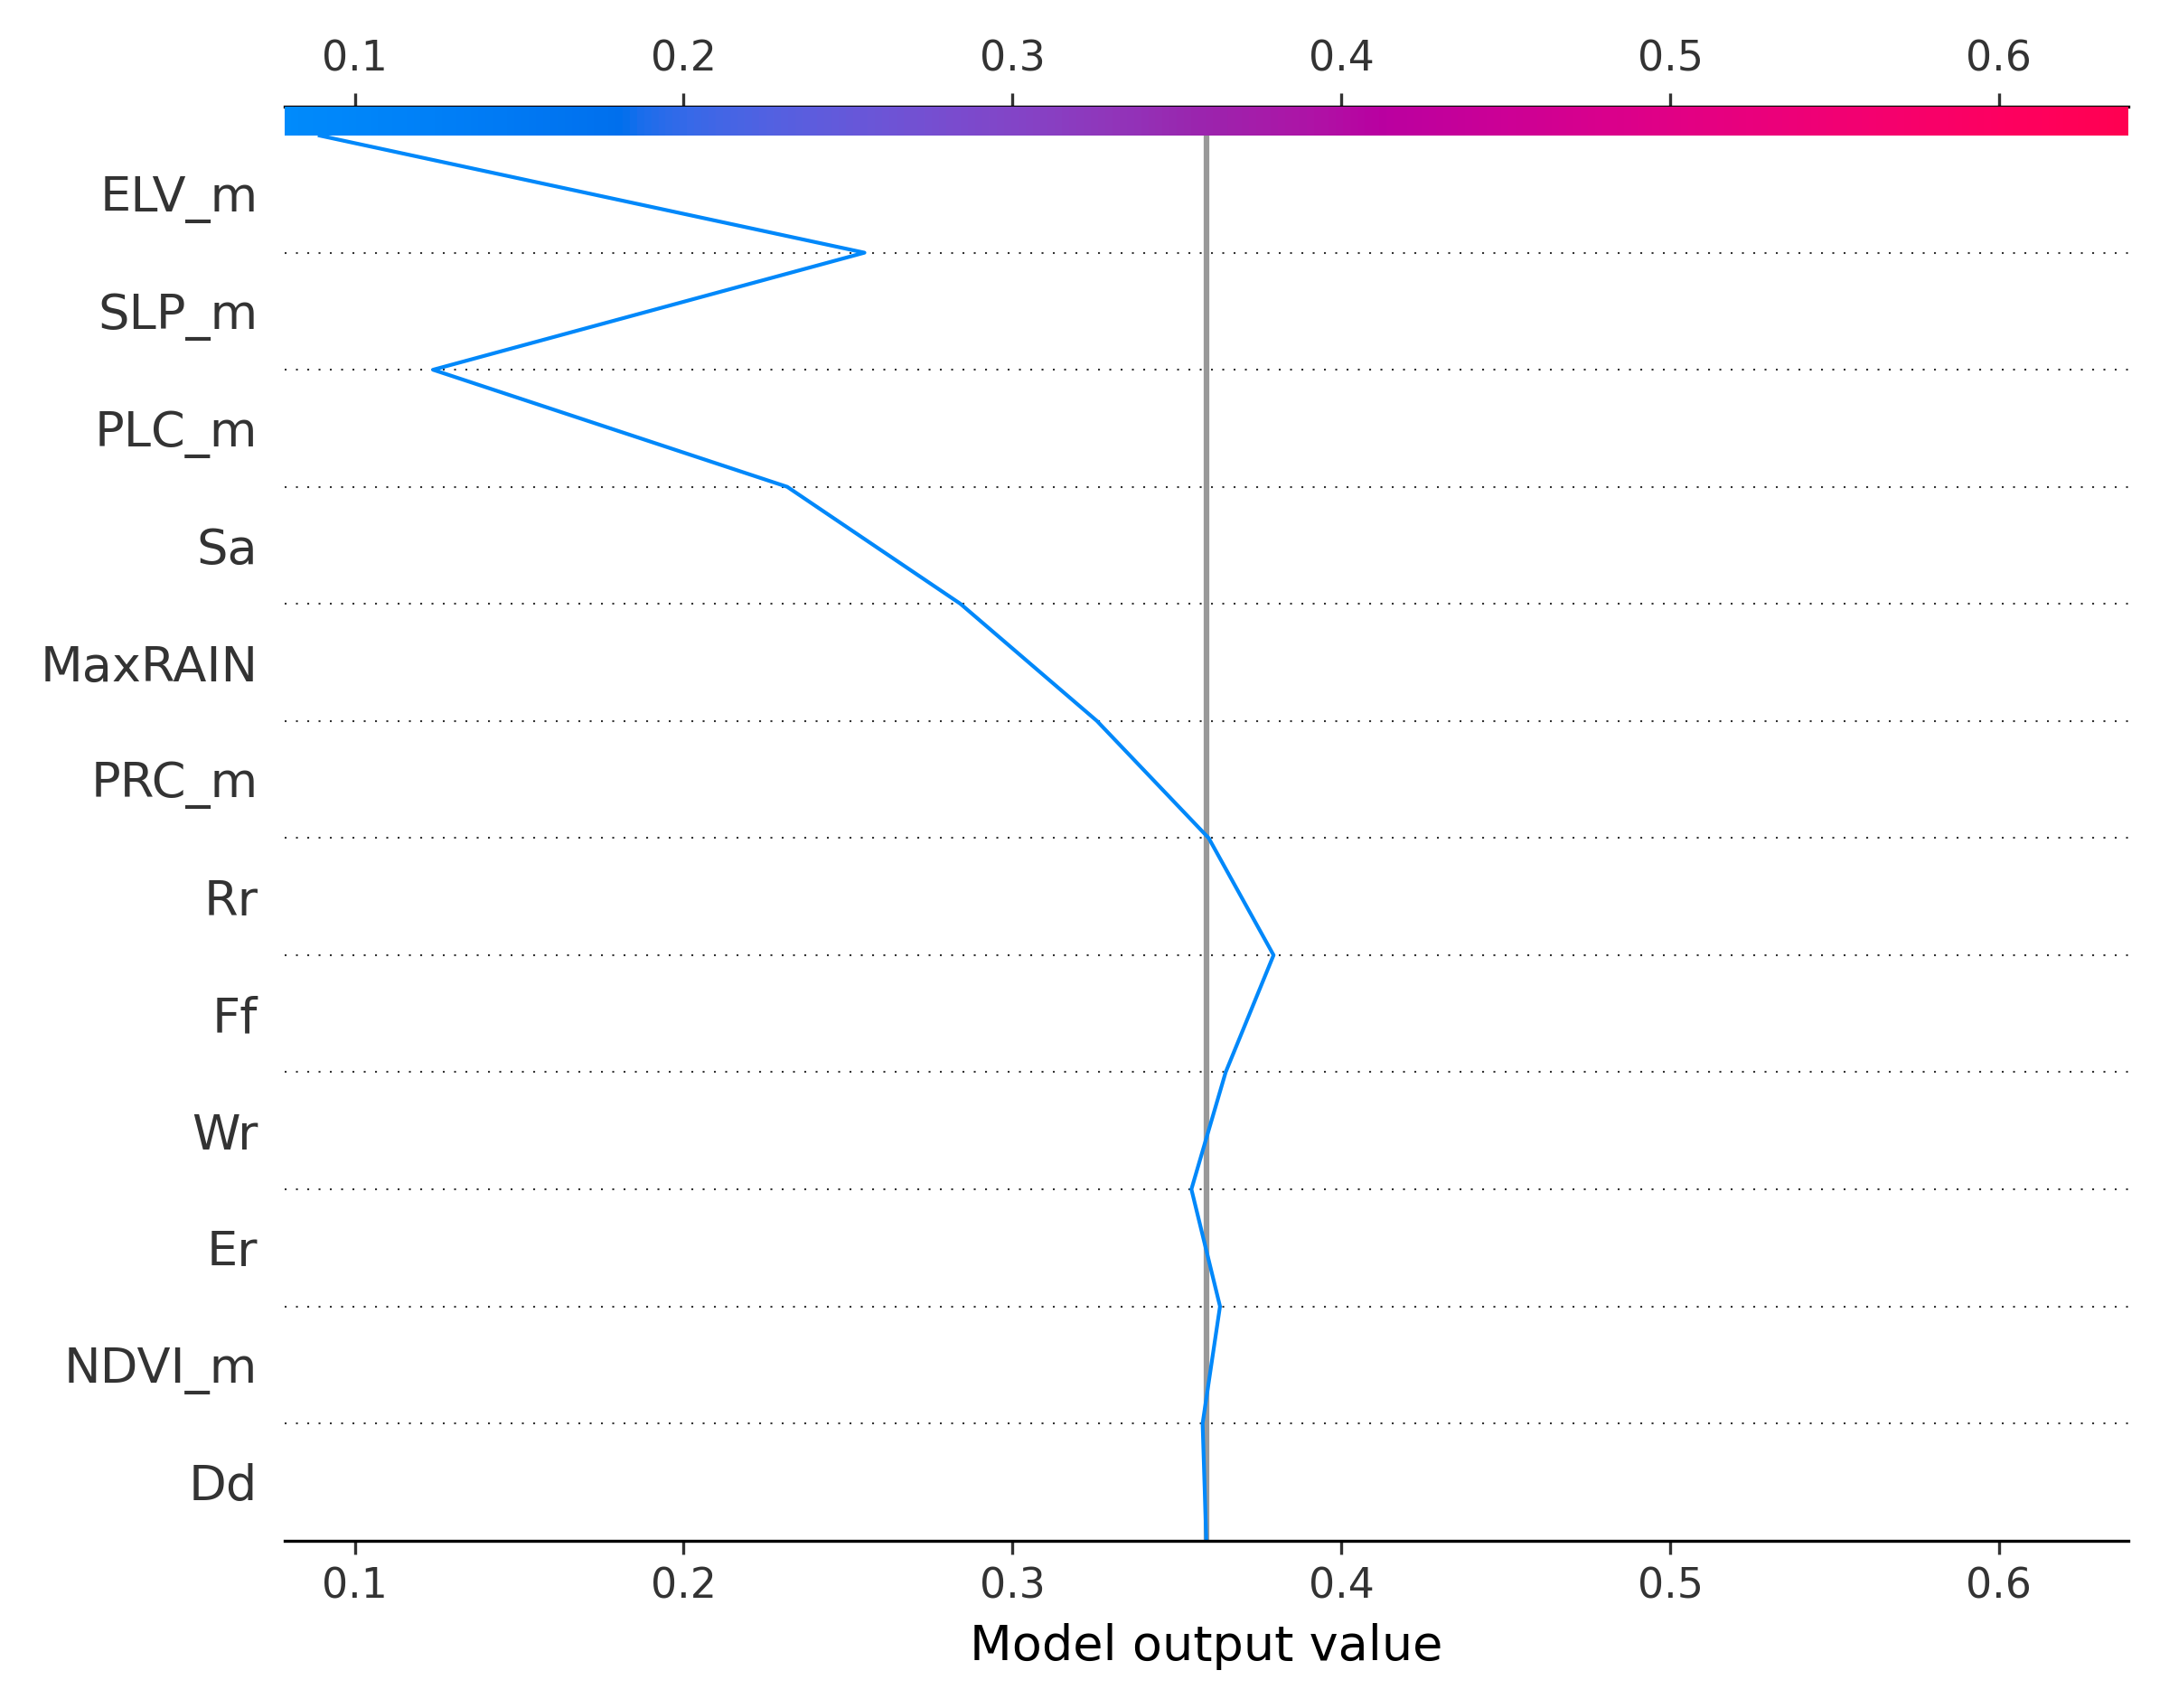 0.1 0.2 0.3 0.4 0.5 0.6
ELV_m
SLP_m
PLC_m
Sa
MaxRAIN
PRC_m
Rr
Ff
Wr
Er
NDVI_m
Dd
0.1 0.2 0.3 0.4 0.5 0.6
Model output value